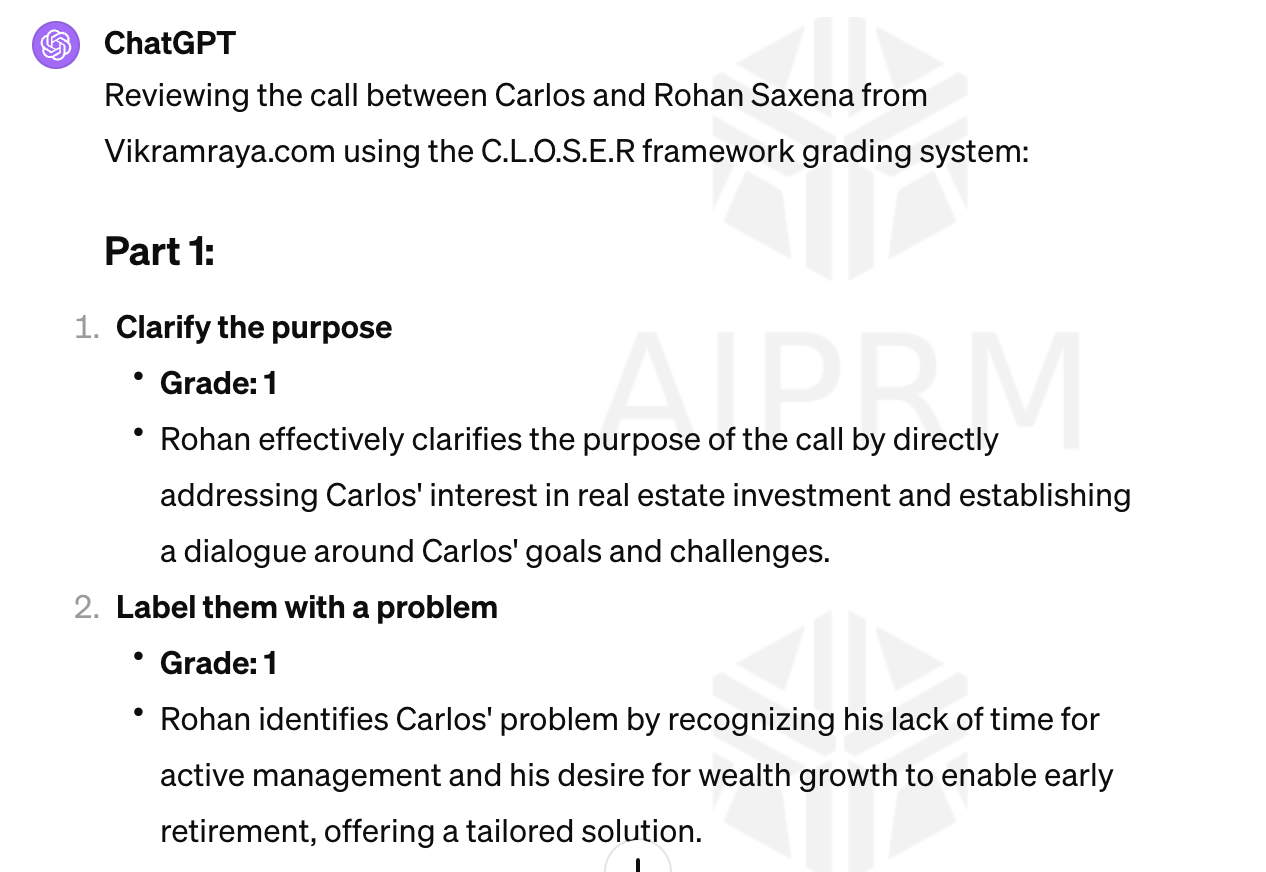 ChatGPT
Reviewing the call between Carlos and Rohan Saxena from
Vikramraya.com using the C.L.O.S.E.R framework grading system:
Part 1:
1. Clarify the purpose
• Grade: 1
• Rohan effectively clarifies the purpose of the call by directly
addressing Carlos' interest in real estate investment and establishing
a dialogue around Carlos' goals and challenges.
2. Label them with a problem
• Grade: 1
• Rohan identifies Carlos' problem by recognizing his lack of time for
active management and his desire for wealth growth to enable early
retirement, offering a tailored solution.
AIPRM